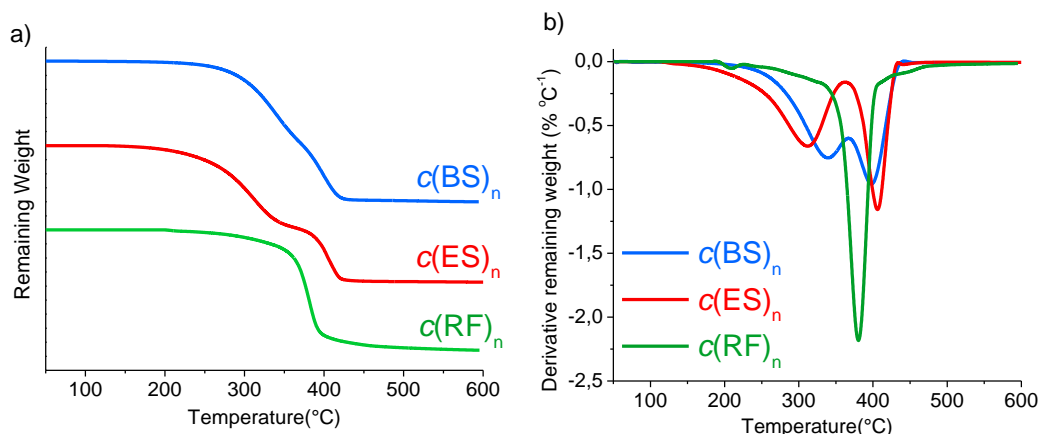 a)
Remaining Weight
c(BS)n
c(ES)n
c(RF)n
100 200 300 400 500 600
Temperature(°C)
b)
Derivative remaining weight (% °C-1)
0,0
-0,5
-1,0
-1,5
-2,0
-2,5
c(BS)n
c(ES)n
c(RF)n
100 200 300 400 500 600
Temperature(°C)